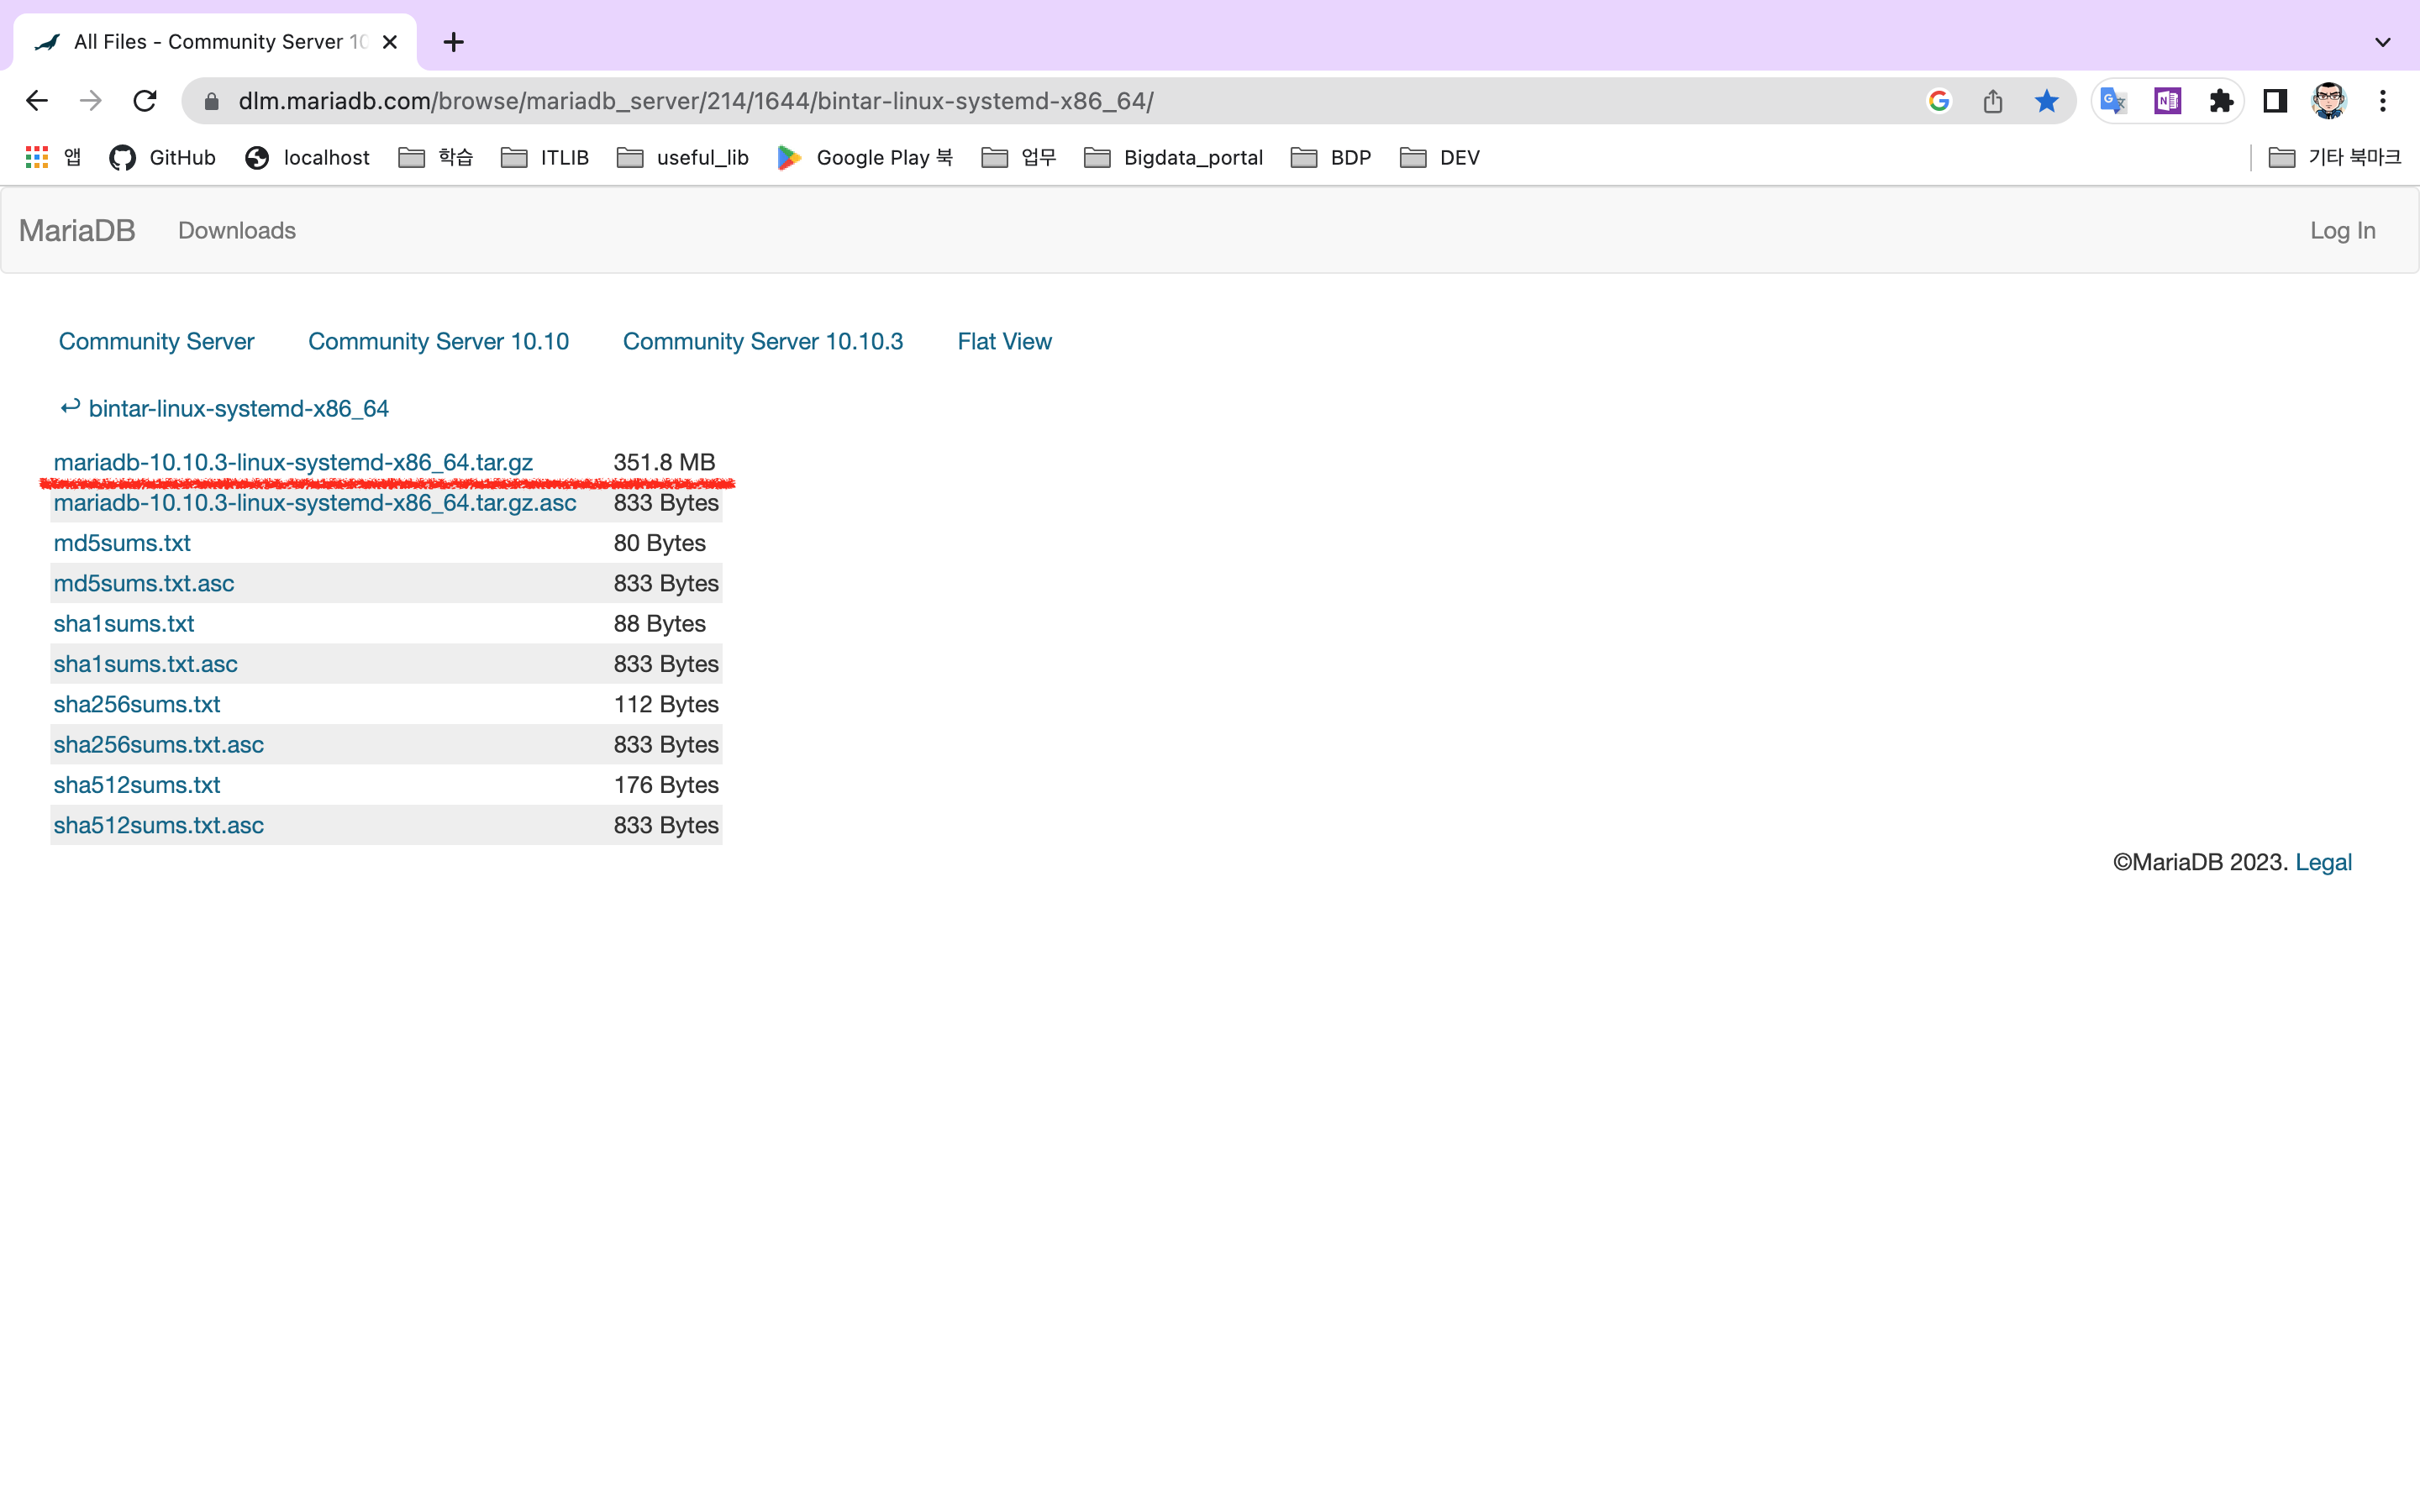 All Files - Community Server 10
dlm.mariadb.com/browse/mariadb_server/214/1644/bintar-linux-systemd-x86_64/
앱 GitHub localhost 학습 ITLIB useful_lib Google Play 북 업무 Bigdata_portal BDP DEV 기타 북마크
MariaDB Downloads Log In
Community Server Community Server 10.10 Community Server 10.10.3 Flat View
bintar-linux-systemd-x86_64
mariadb-10.10.3-linux-systemd-x86_64.tar.gz 351.8 MB
mariadb-10.10.3-linux-systemd-x86_64.tar.gz.asc 833 Bytes
md5sums.txt 80 Bytes
md5sums.txt.asc 833 Bytes
sha1sums.txt 88 Bytes
sha1sums.txt.asc 833 Bytes
sha256sums.txt 112 Bytes
sha256sums.txt.asc 833 Bytes
sha512sums.txt 176 Bytes
sha512sums.txt.asc 833 Bytes
©MariaDB 2023. Legal